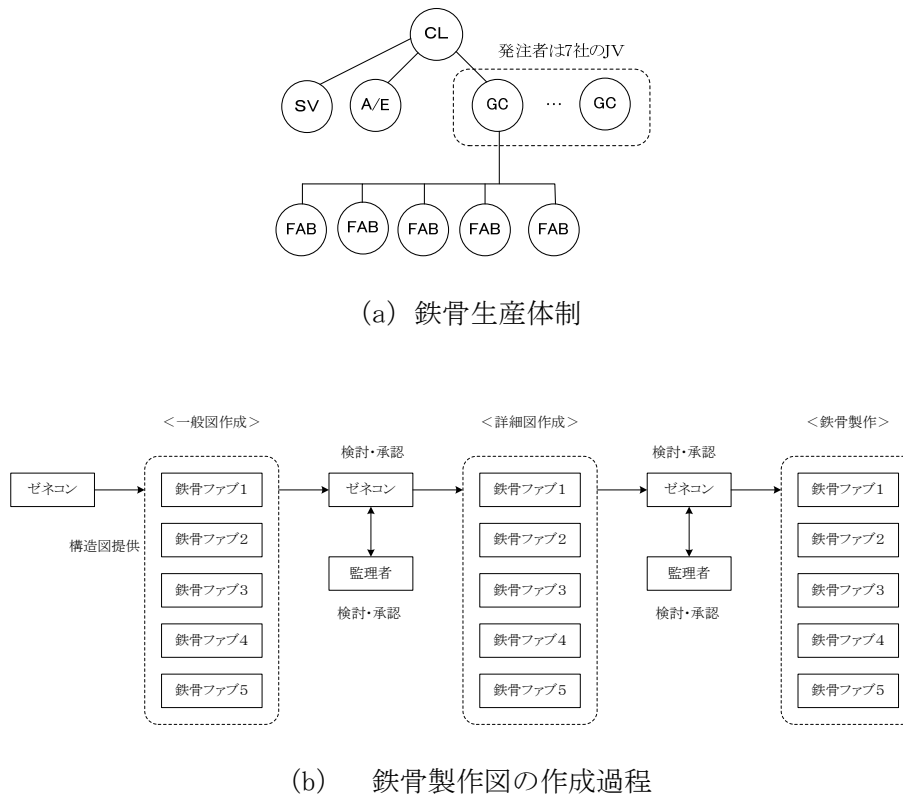 CL
発注者は7社のJV
SV
A/E
GC
…
GC
FAB
FAB
FAB
FAB
FAB
(a) 鉄骨生産体制
＜一般図作成＞
＜詳細図作成＞
＜鉄骨製作＞
検討・承認
検討・承認
ゼネコン
鉄骨ファブ1
ゼネコン
鉄骨ファブ1
ゼネコン
鉄骨ファブ1
構造図提供
鉄骨ファブ2
鉄骨ファブ2
鉄骨ファブ2
鉄骨ファブ3
監理者
鉄骨ファブ3
監理者
鉄骨ファブ3
検討・承認
検討・承認
鉄骨ファブ4
鉄骨ファブ4
鉄骨ファブ4
鉄骨ファブ5
鉄骨ファブ5
鉄骨ファブ5
(b) 鉄骨製作図の作成過程